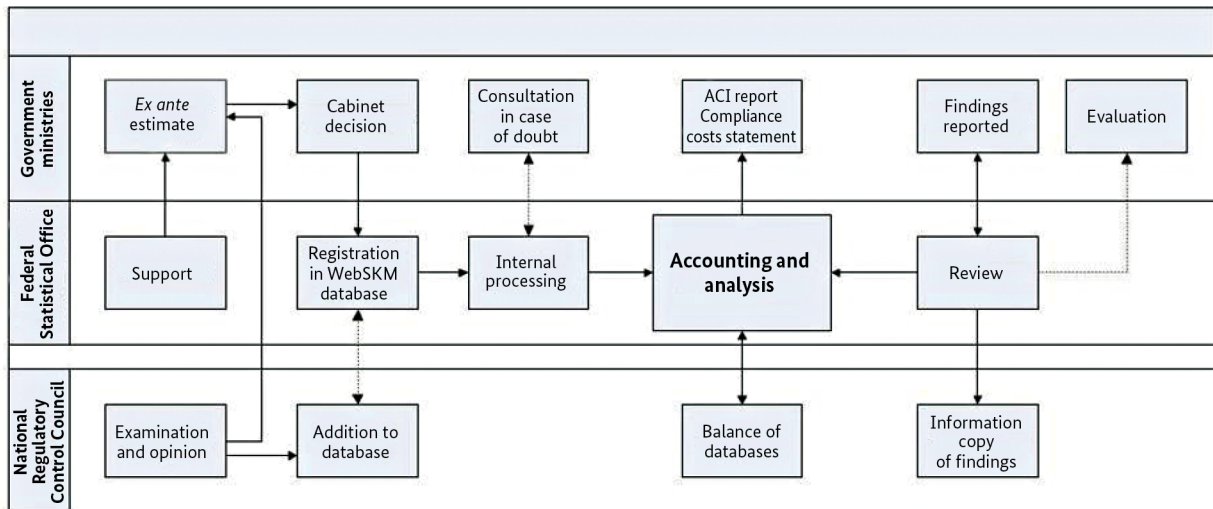 Government
ministries
Ex ante
estimate
Cabinet
decision
Consultation
in case
of doubt
ACI report
Compliance
costs statement
Findings
reported
Evaluation
Federal
Statistical Office
Support
Registration
in WebSKM
database
Internal
processing
Accounting and
analysis
Review
National
Regulatory
Control Council
Examination
and opinion
Addition to
database
Balance of
databases
Information
copy
of findings